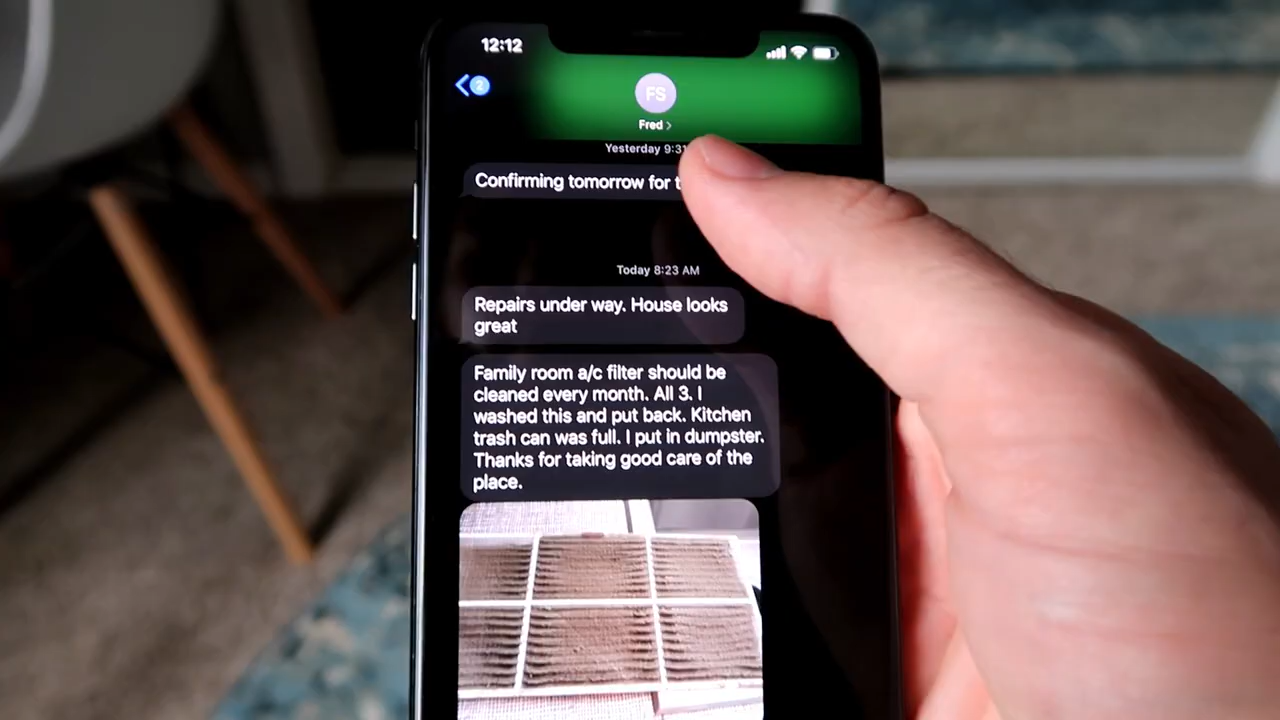 12:12
2
FS
Fred >
Yesterday 9:31
Confirming tomorrow for
Today 8:23 AM
Repairs under way. House looks
great
Family room a/c filter should be
cleaned every month. All 3. I
washed this and put back. Kitchen
trash can was full. I put in dumpster.
Thanks for taking good care of the
place.